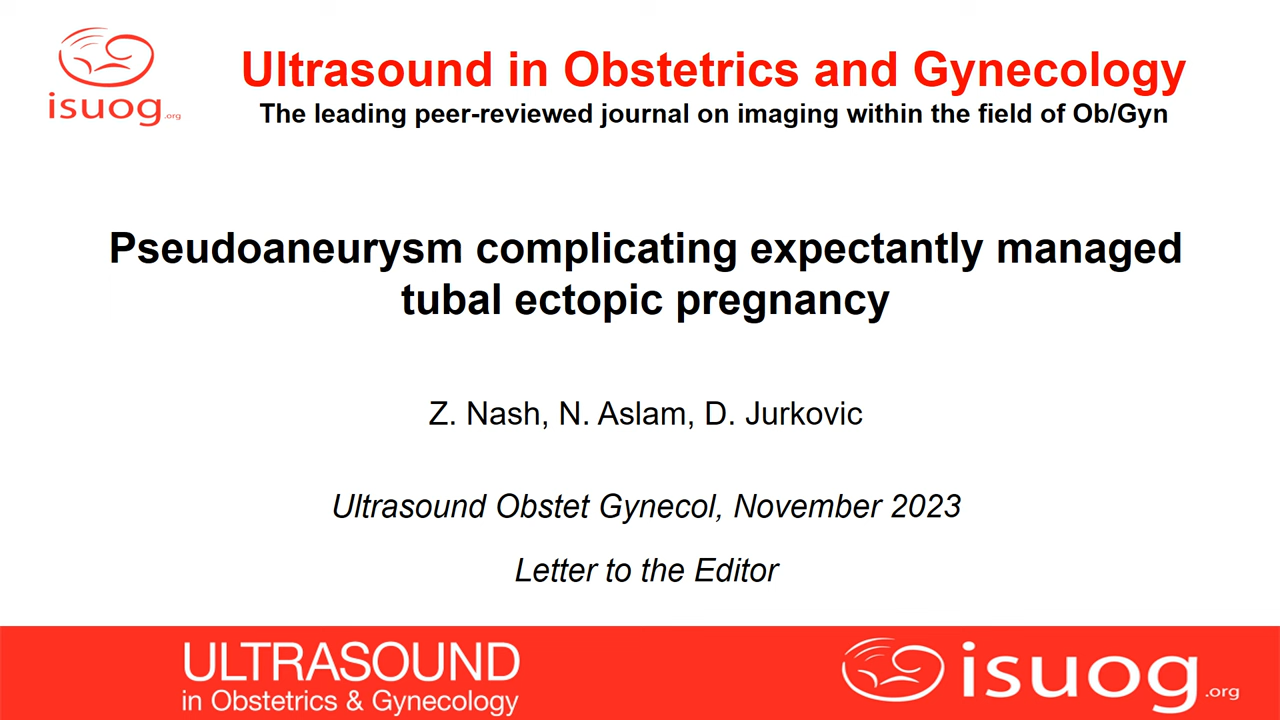 isuog.org
Ultrasound in Obstetrics and Gynecology
The leading peer-reviewed journal on imaging within the field of Ob/Gyn
Pseudoaneurysm complicating expectantly managed
tubal ectopic pregnancy
Z. Nash, N. Aslam, D. Jurkovic
Ultrasound Obstet Gynecol, November 2023
Letter to the Editor
ULTRASOUND
in Obstetrics & Gynecology
isuog.org